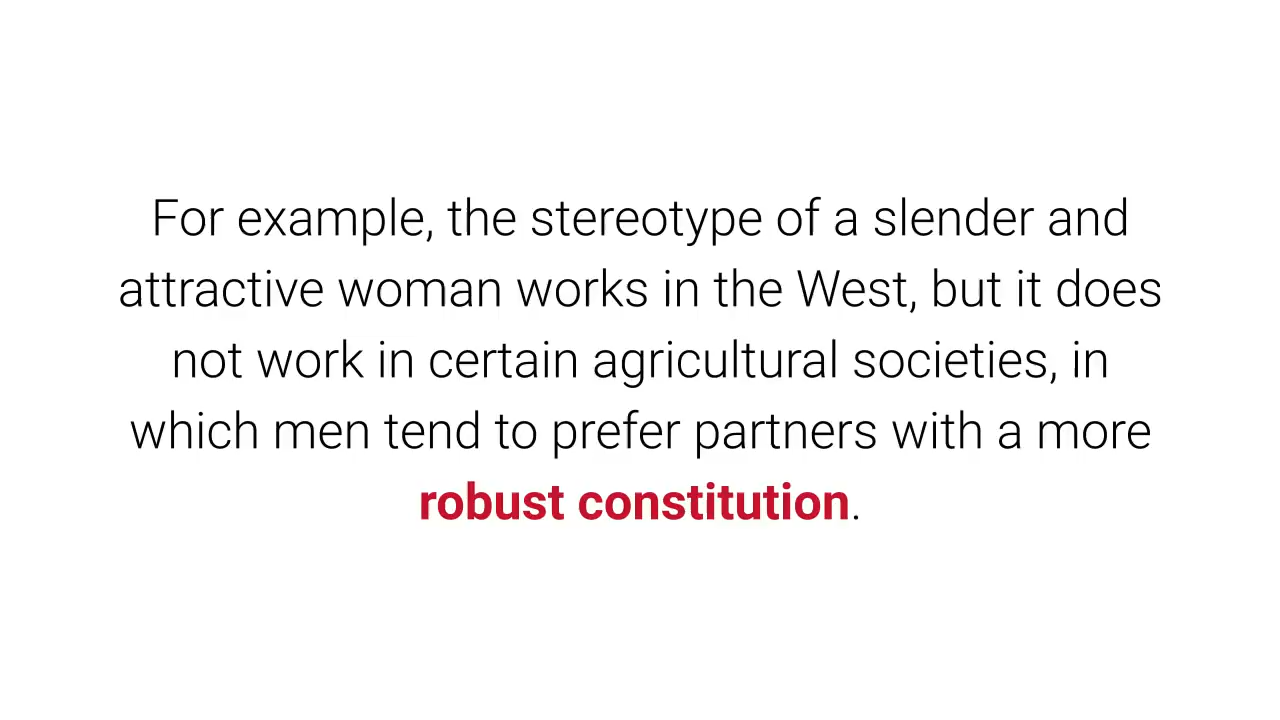 For example, the stereotype of a slender and
attractive woman works in the West, but it does
not work in certain agricultural societies, in
which men tend to prefer partners with a more
robust constitution.